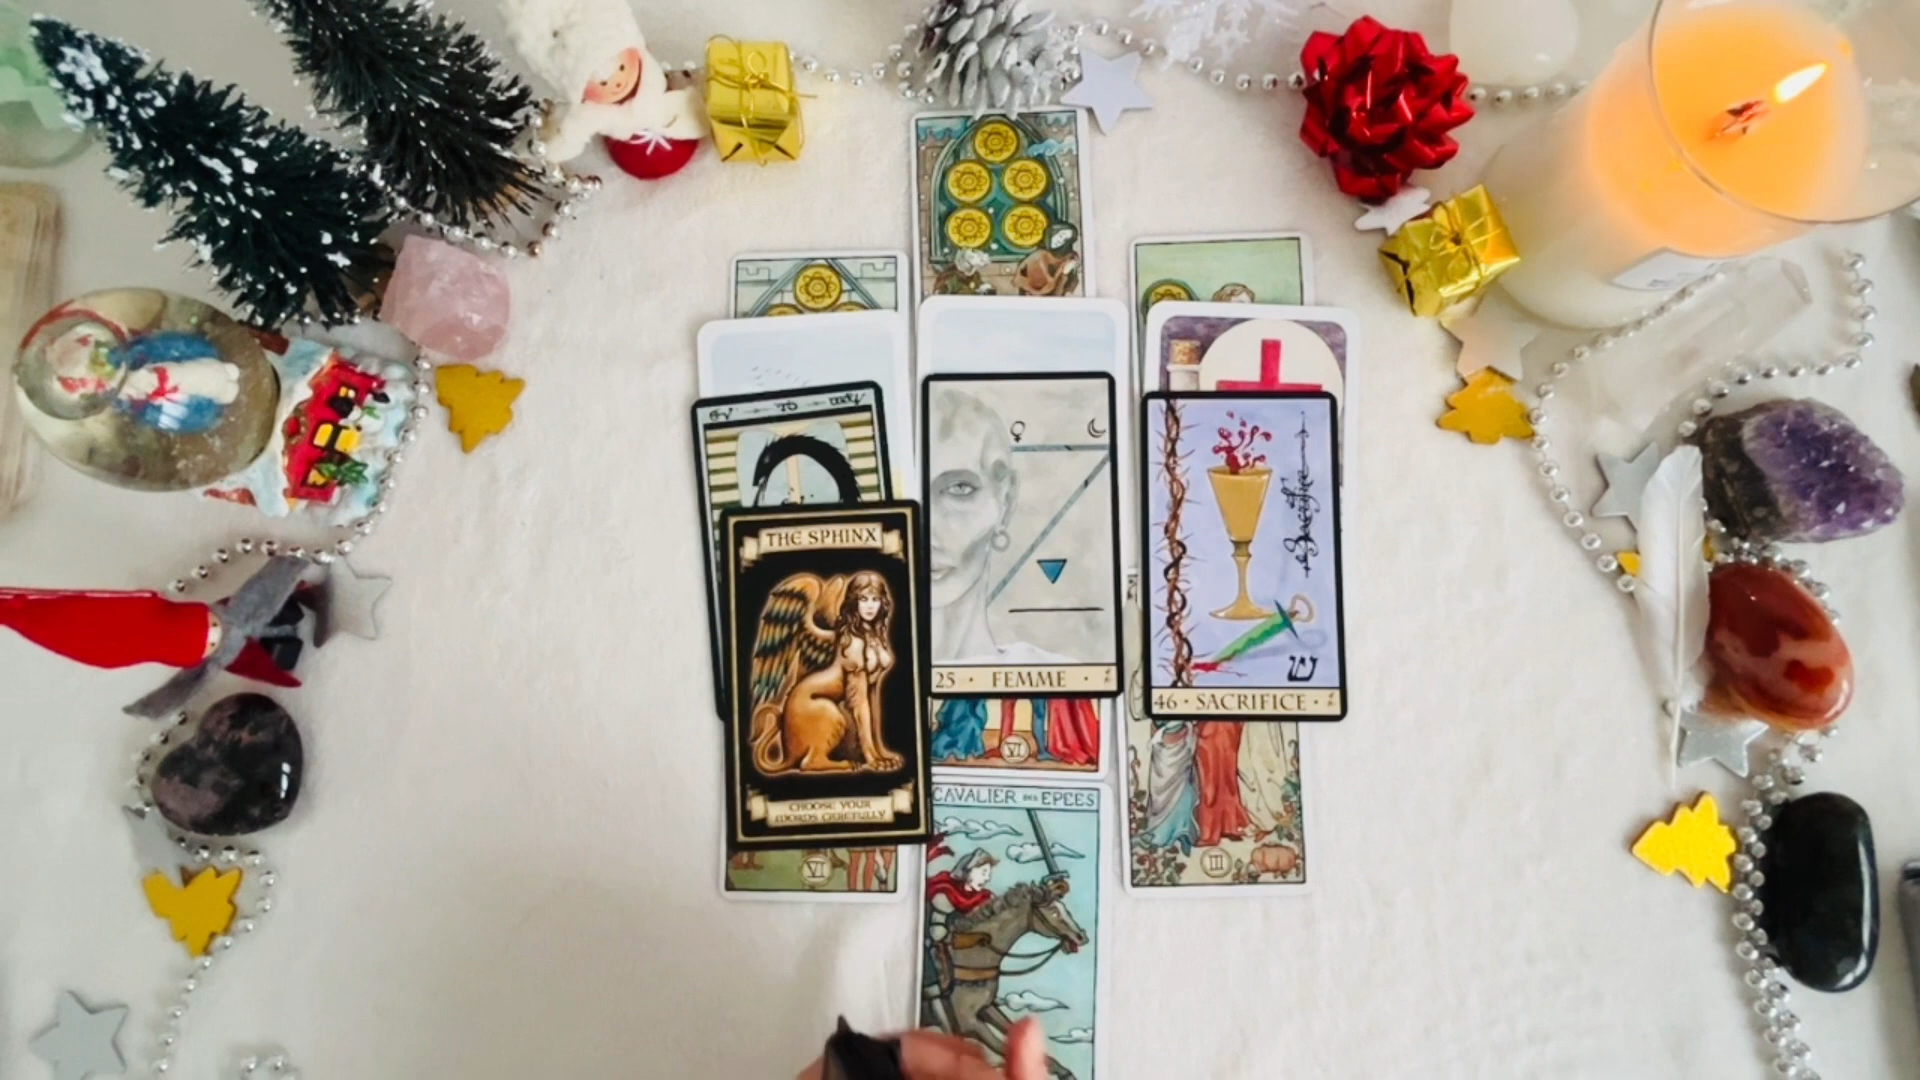 THE SPHINX
CHOOSE YOUR
WORDS CAREFULLY
25 · FEMME ·
Sacrifice
ש
46 · SACRIFICE ·
VI
VI
III
CAVALIER DES EPEES